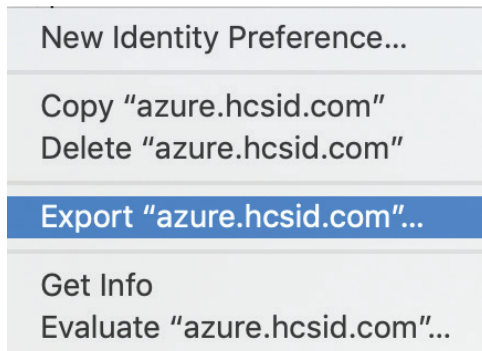 New Identity Preference...
Copy “azure.hcsid.com”
Delete “azure.hcsid.com”
Export “azure.hcsid.com”...
Get Info
Evaluate “azure.hcsid.com”...